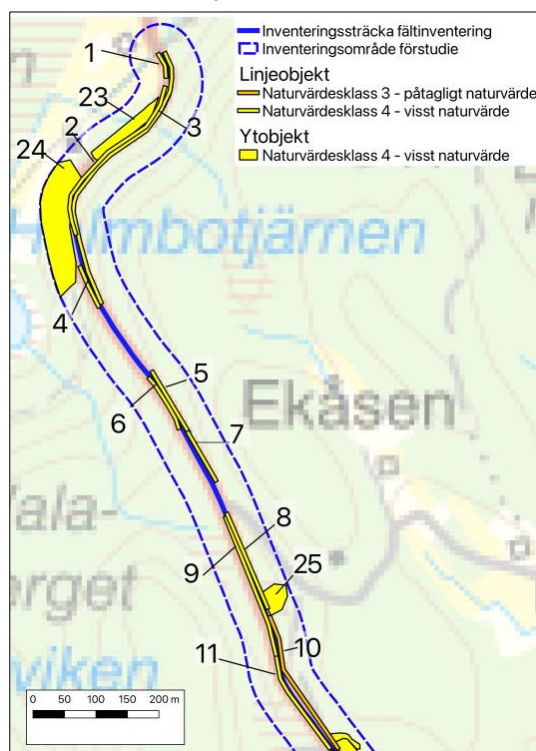 Inventeringssträcka fältinventering
Inventeringsområde förstudie
Linjeobjekt
Naturvärdesklass 3 - påtagligt naturvärde
Naturvärdesklass 4 - visst naturvärde
Ytobjekt
Naturvärdesklass 4 - visst naturvärde
1
23
2
3
24
4
5
Ekåsen
6
7
8
9
25
10
11
0 50 100 150 200 m